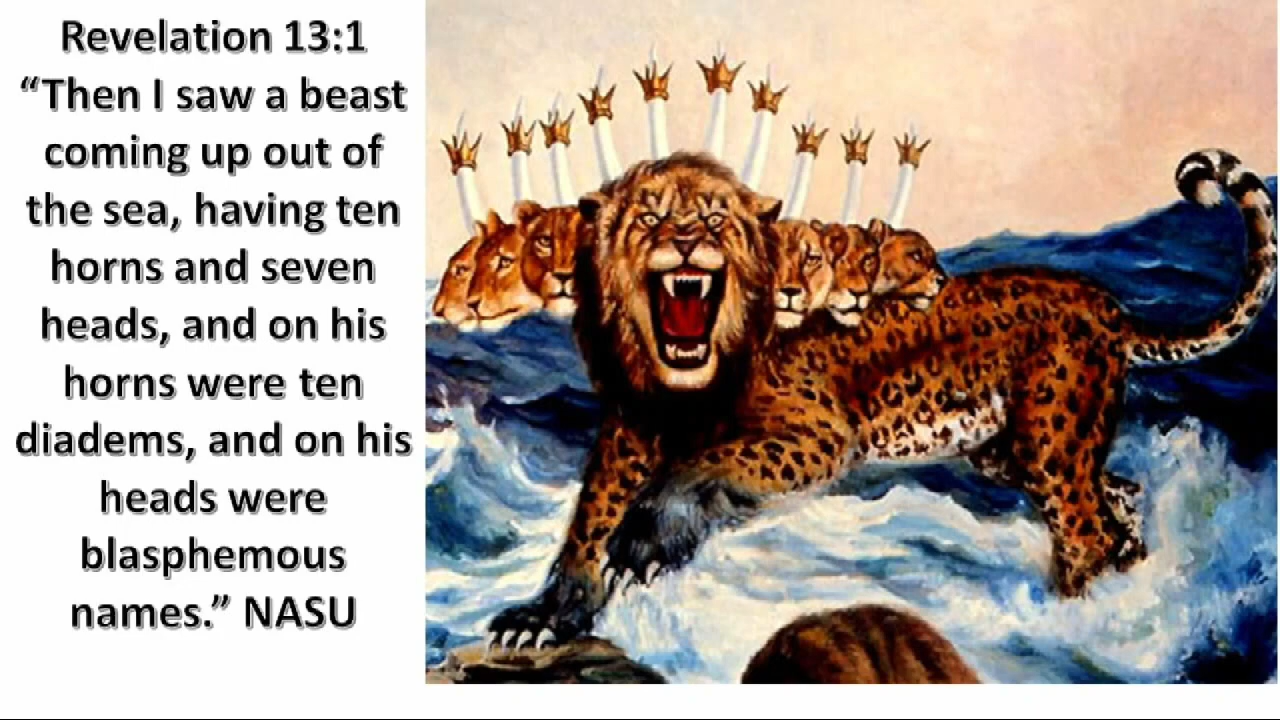 Revelation 13:1
“Then I saw a beast
coming up out of
the sea, having ten
horns and seven
heads, and on his
horns were ten
diadems, and on his
heads were
blasphemous
names.” NASU